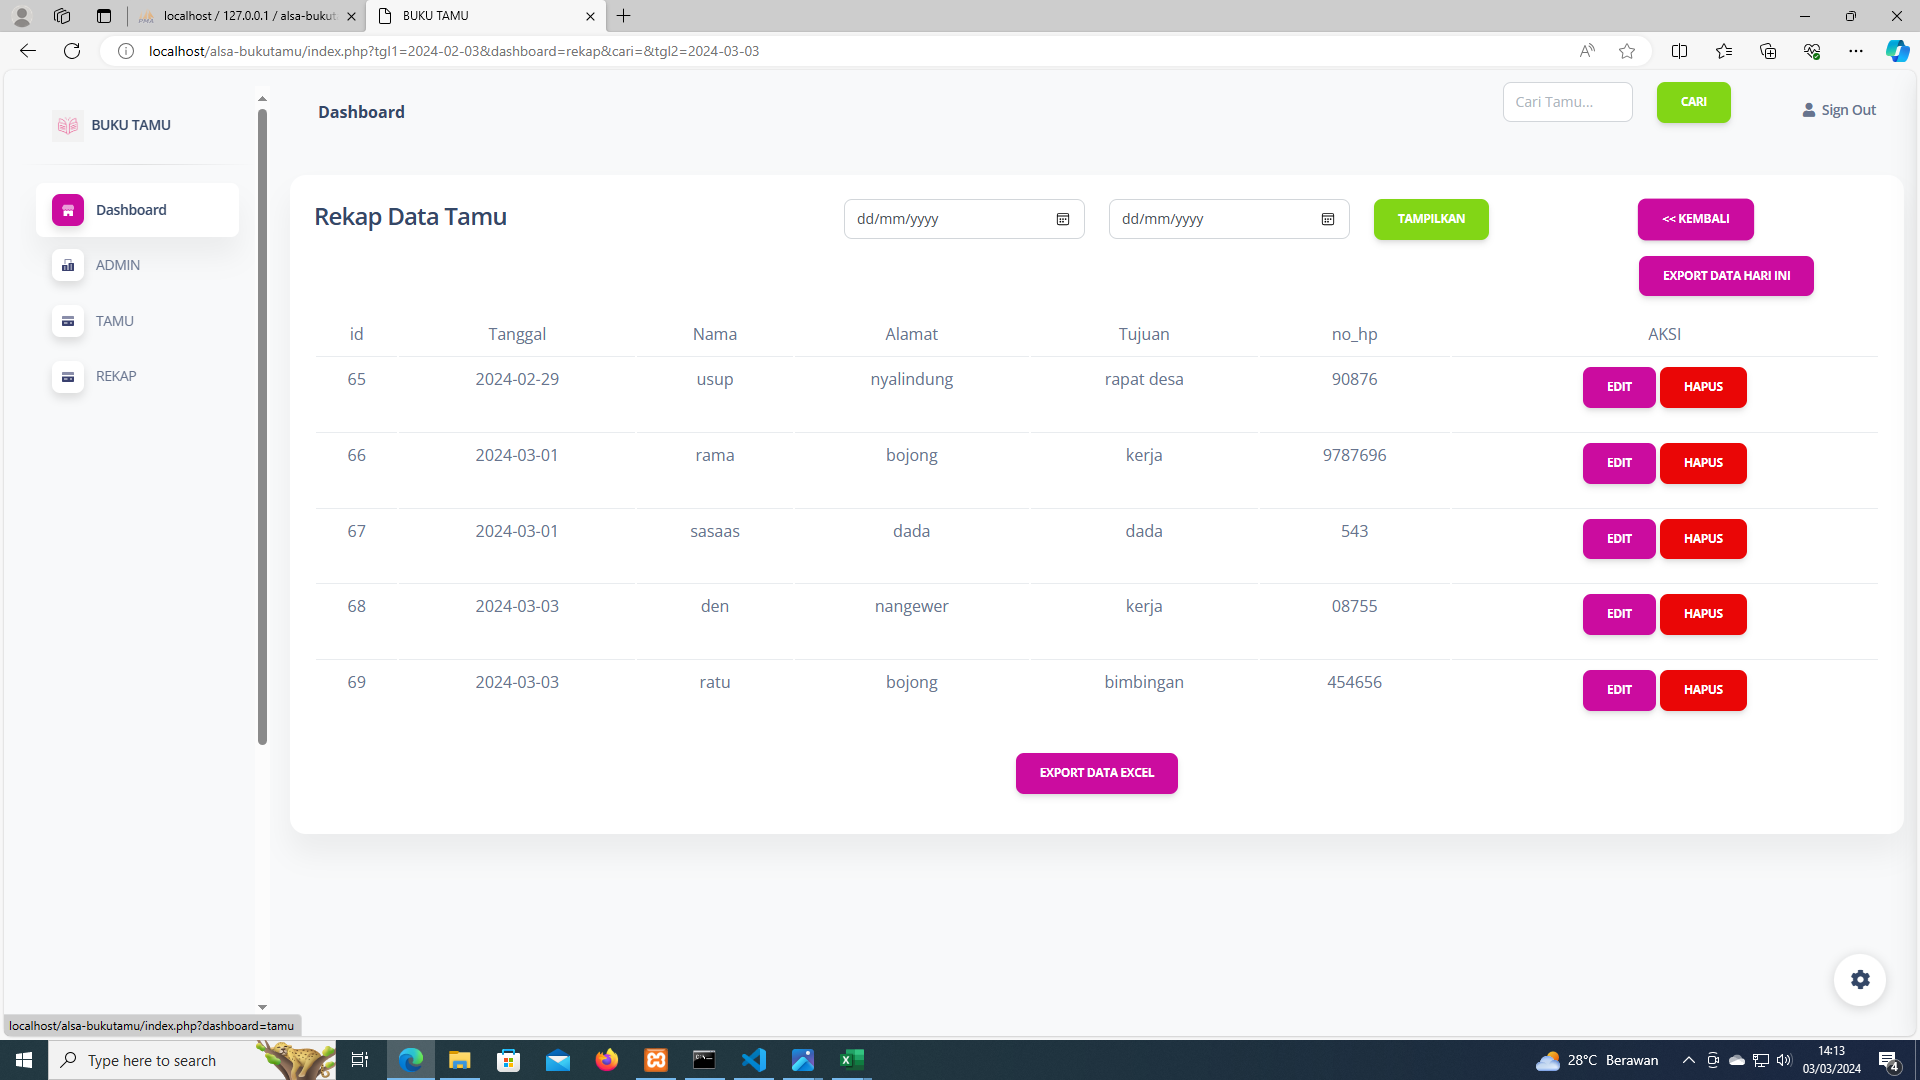 localhost / 127.0.0.1 / alsa-bukut
BUKU TAMU
localhost/alsa-bukutamu/index.php?tgl1=2024-02-03&dashboard=rekap&cari=&tgl2=2024-03-03
BUKU TAMU
Dashboard
Cari Tamu...
CARI
Sign Out
Dashboard
ADMIN
TAMU
REKAP
Rekap Data Tamu
dd/mm/yyyy
dd/mm/yyyy
TAMPILKAN
<< KEMBALI
EXPORT DATA HARI INI
id Tanggal Nama Alamat Tujuan no_hp AKSI
65 2024-02-29 usup nyalindung rapat desa 90876 EDIT HAPUS
66 2024-03-01 rama bojong kerja 9787696 EDIT HAPUS
67 2024-03-01 sasaas dada dada 543 EDIT HAPUS
68 2024-03-03 den nangewer kerja 08755 EDIT HAPUS
69 2024-03-03 ratu bojong bimbingan 454656 EDIT HAPUS
EXPORT DATA EXCEL
localhost/alsa-bukutamu/index.php?dashboard=tamu
Type here to search
28°C Berawan
14:13
03/03/2024
4